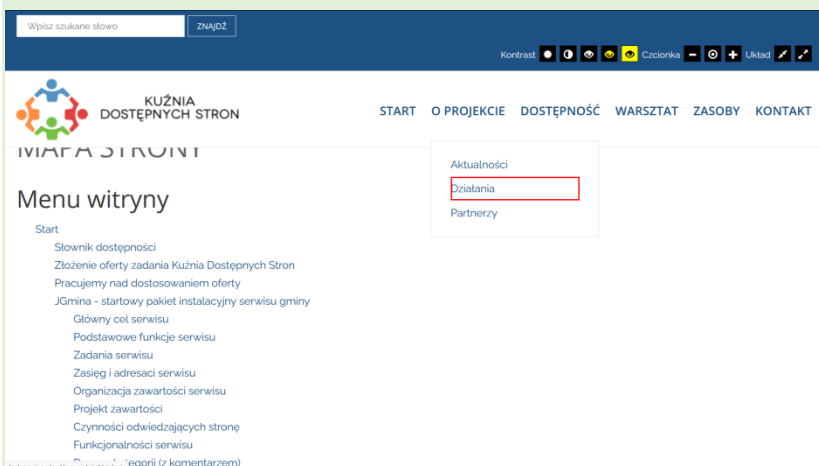 Wpisz szukane słowo ZNAJDŹ
Kontrast Czcionka Układ
KUŹNIA
DOSTĘPNYCH STRON
START O PROJEKCIE DOSTĘPNOŚĆ WARSZTAT ZASOBY KONTAKT
MAPA STRONY
Aktualności
Działania
Partnerzy
Menu witryny
Start
Słownik dostępności
Złożenie oferty zadania Kuźnia Dostępnych Stron
Pracujemy nad dostosowaniem oferty
JGmina - startowy pakiet instalacyjny serwisu gminy
Główny cel serwisu
Podstawowe funkcje serwisu
Zadania serwisu
Zasięg i adresaci serwisu
Organizacja zawartości serwisu
Projekt zawartości
Czynności odwiedzających stronę
Funkcjonalności serwisu
(z komentarzem)